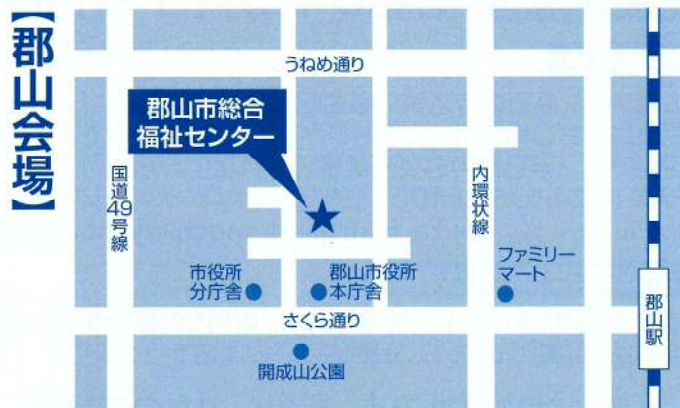 【郡山会場】
うねめ通り
郡山市総合
福祉センター
国道49号線
内環状線
市役所
分庁舎
郡山市役所
本庁舎
ファミリー
マート
さくら通り
郡山駅
開成山公園